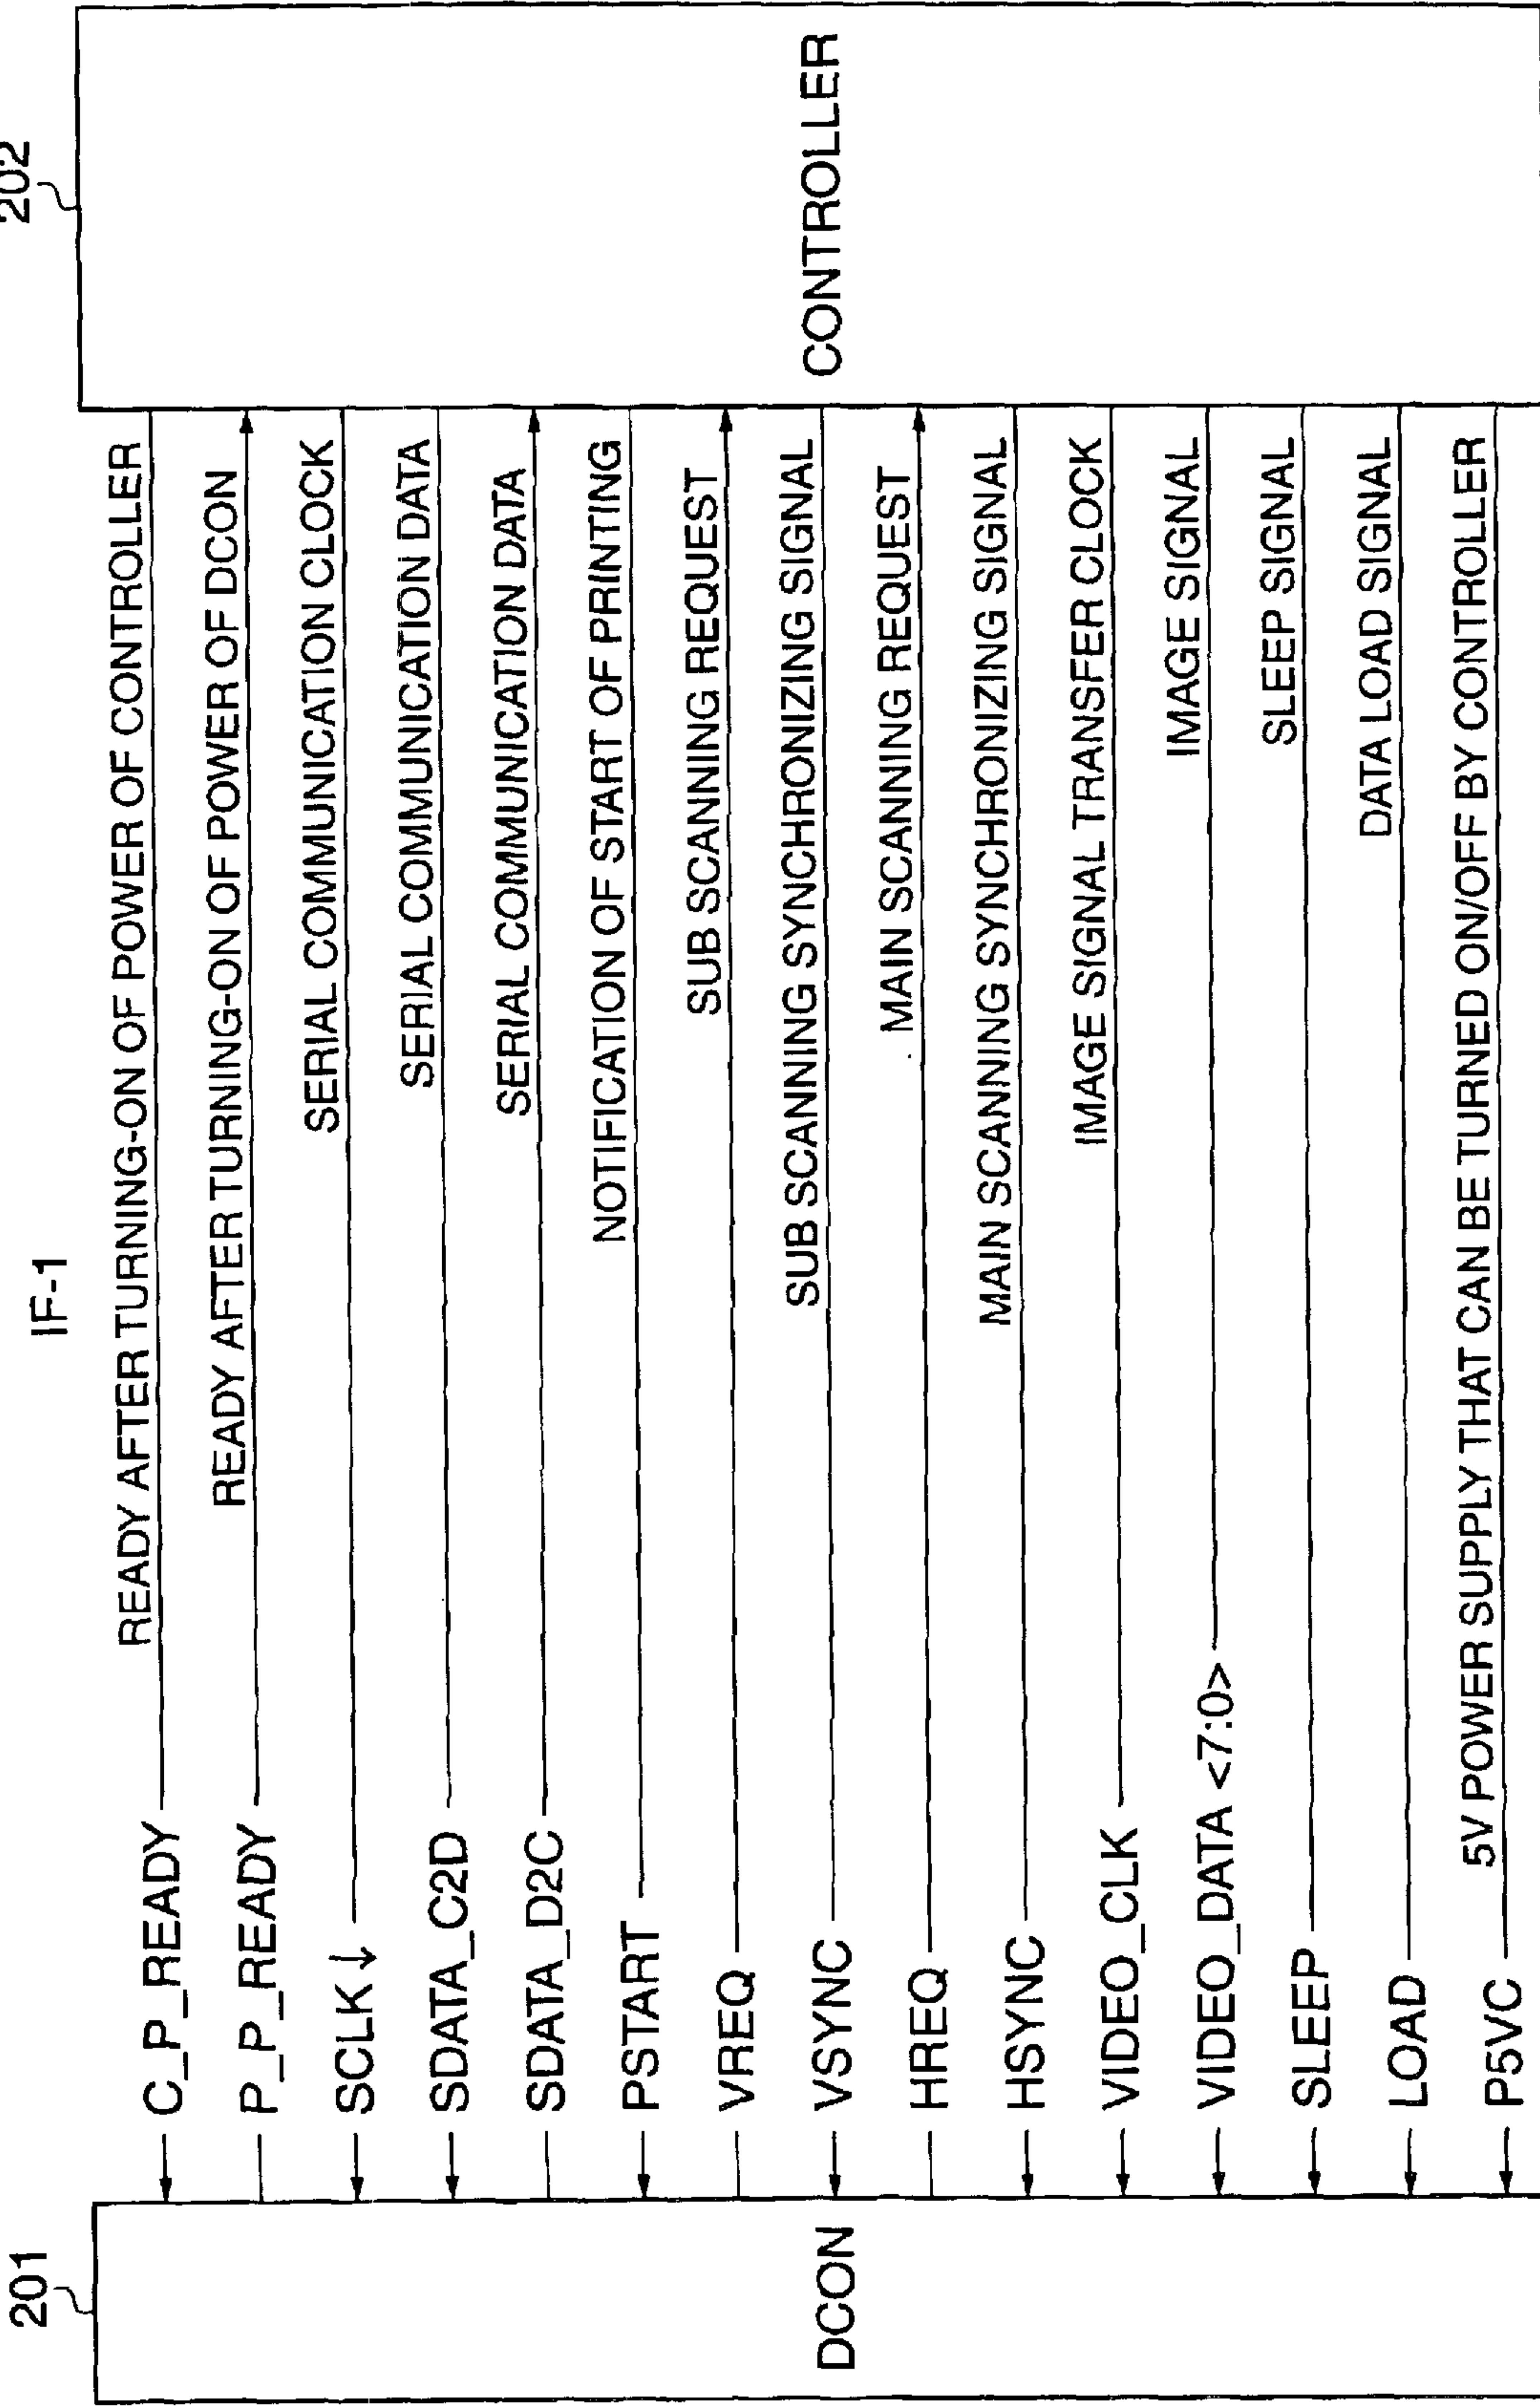 IF-1
201
202
DCON
CONTROLLER
C_P_READY READY AFTER TURNING-ON OF POWER OF CONTROLLER
P_P_READY READY AFTER TURNING-ON OF POWER OF DCON
SCLK ↓ SERIAL COMMUNICATION CLOCK
SDATA_C2D SERIAL COMMUNICATION DATA
SDATA_D2C SERIAL COMMUNICATION DATA
PSTART NOTIFICATION OF START OF PRINTING
VREQ SUB SCANNING REQUEST
VSYNC SUB SCANNING SYNCHRONIZING SIGNAL
HREQ MAIN SCANNING REQUEST
HSYNC MAIN SCANNING SYNCHRONIZING SIGNAL
VIDEO_CLK IMAGE SIGNAL TRANSFER CLOCK
VIDEO_DATA <7:0> IMAGE SIGNAL
SLEEP SLEEP SIGNAL
LOAD DATA LOAD SIGNAL
P5VC 5V POWER SUPPLY THAT CAN BE TURNED ON/OFF BY CONTROLLER